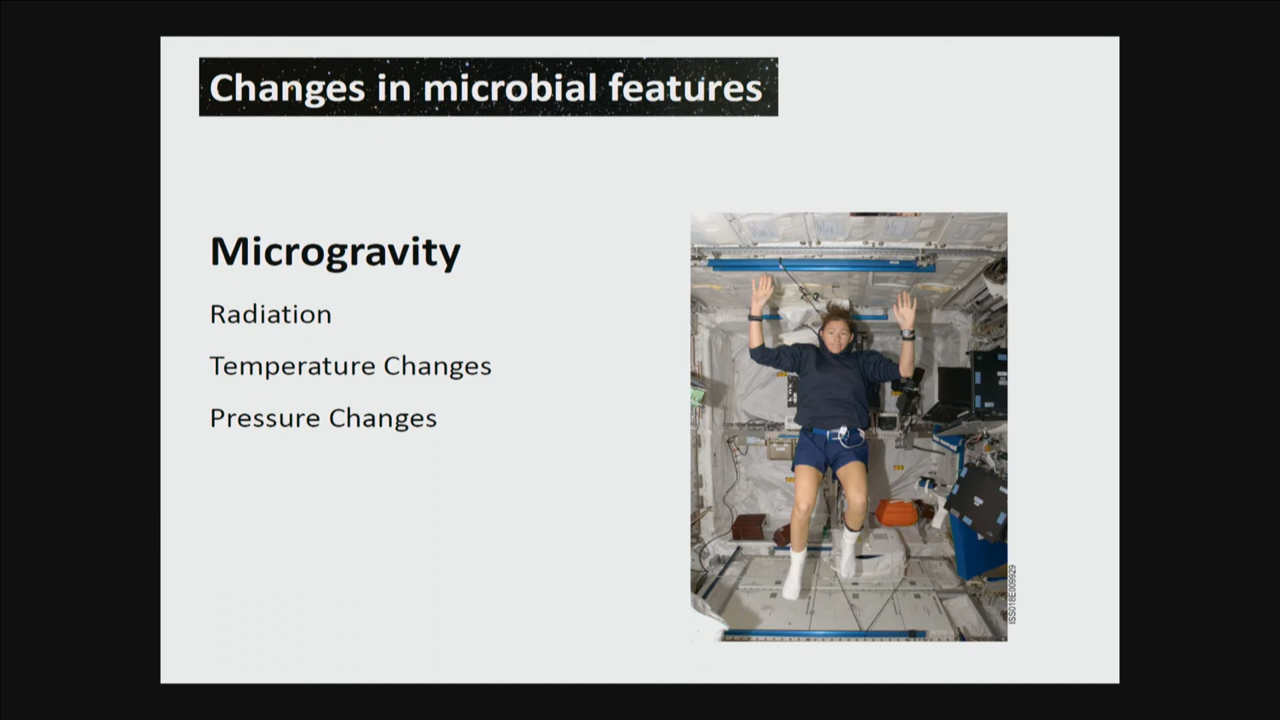 Changes in microbial features
Microgravity
Radiation
Temperature Changes
Pressure Changes
ISS018E009929